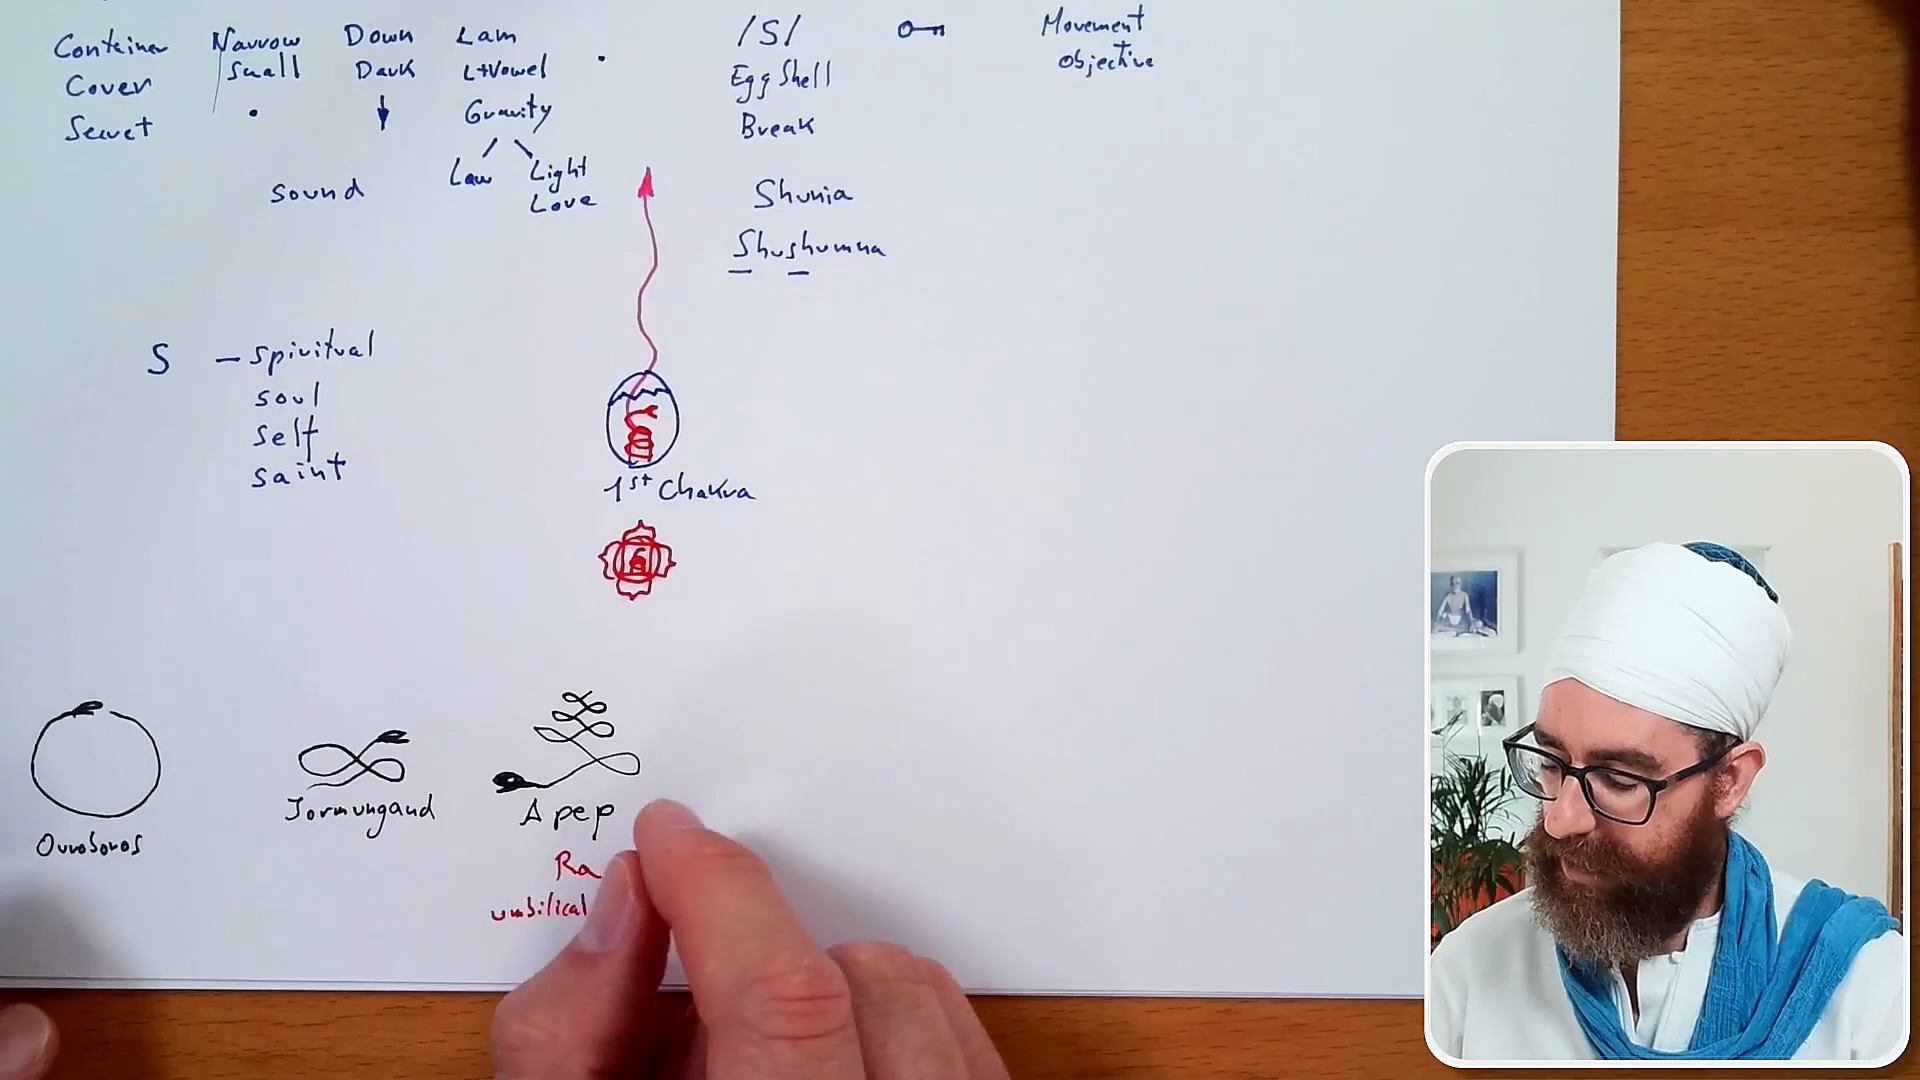 Container
Cover
Secret
Narrow
Small
Down
Dark
Lam
L+Vowel
Gravity
Law
Light
Love
Sound
/S/
Egg Shell
Break
Shunia
Shushumna
Movement
objective
S
- spiritual
soul
self
saint
1st Chakra
Ouroboros
Jormungand
Apep
Ra
umbilical